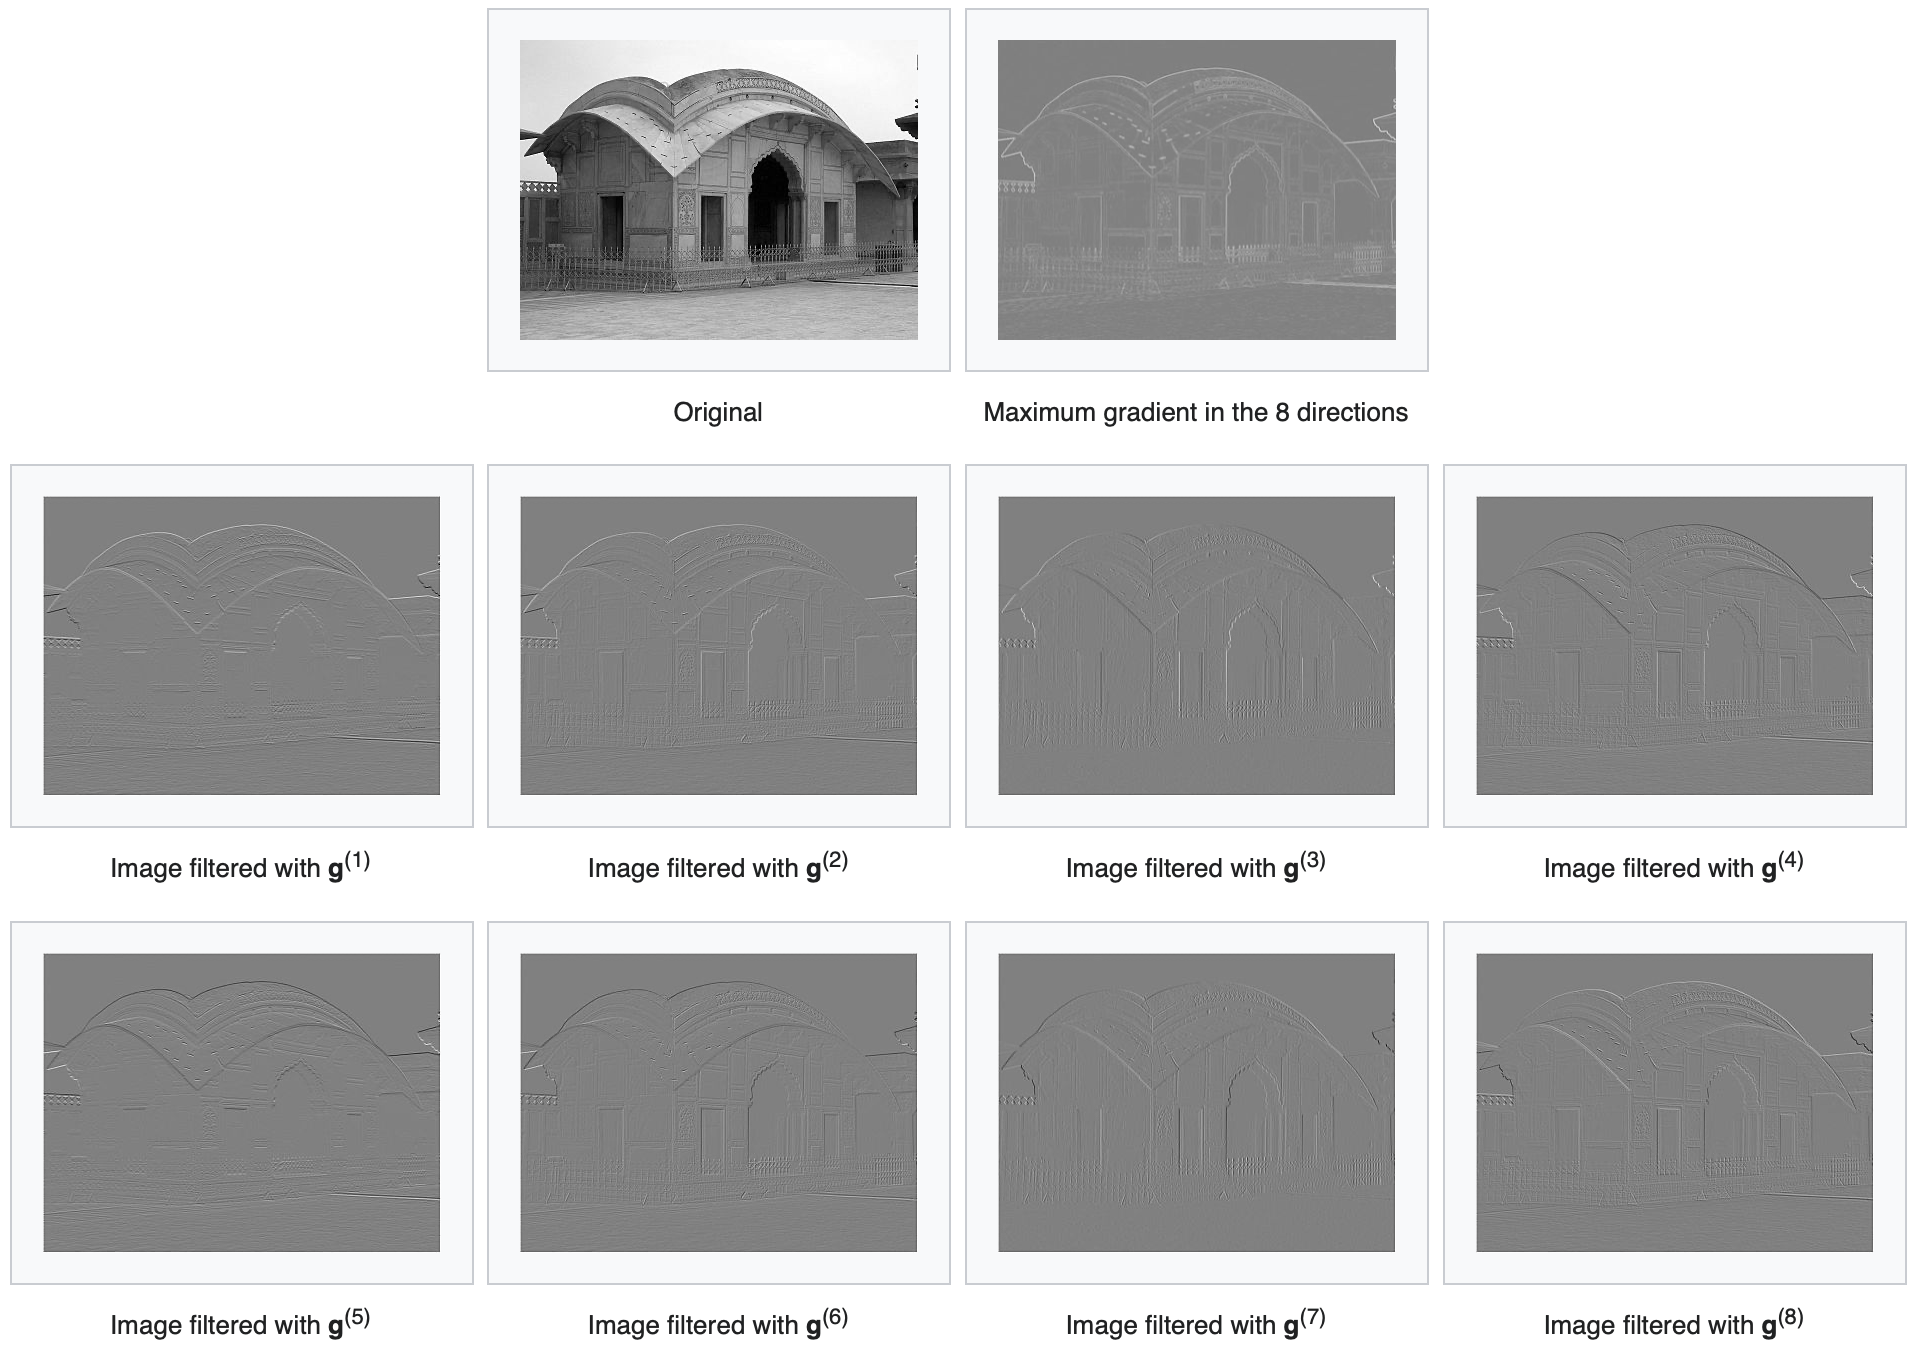 Original
Maximum gradient in the 8 directions
Image filtered with g(1)
Image filtered with g(2)
Image filtered with g(3)
Image filtered with g(4)
Image filtered with g(5)
Image filtered with g(6)
Image filtered with g(7)
Image filtered with g(8)